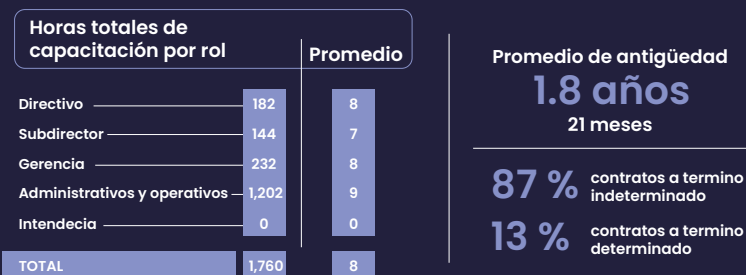 Horas totales de
capacitación por rol
Promedio
Directivo 182 8
Subdirector 144 7
Gerencia 232 8
Administrativos y operativos 1,202 9
Intendecia 0 0
TOTAL 1,760 8
Promedio de antigüedad
1.8 años
21 meses
87 % contratos a termino
indeterminado
13 % contratos a termino
determinado